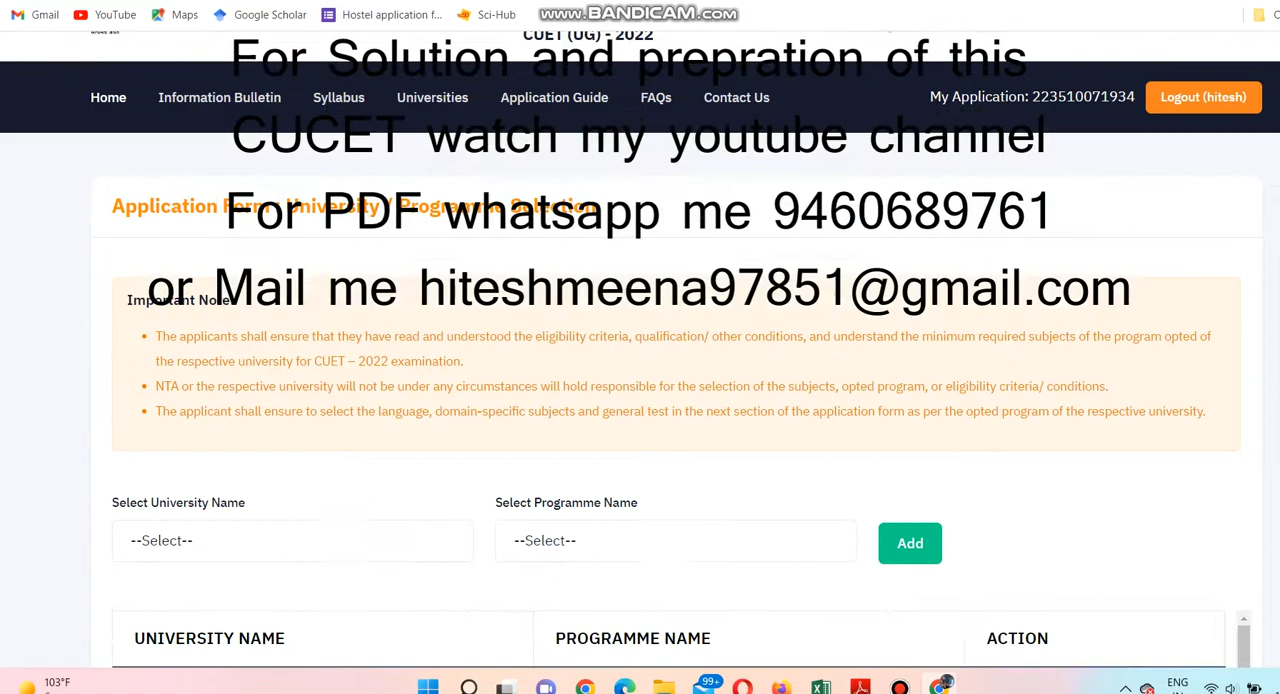 Gmail YouTube Maps Google Scholar Hostel application f... Sci-Hub
www.BANDICAM.com
CUET (UG) - 2022
For Solution and prepration of this
Home Information Bulletin Syllabus Universities Application Guide FAQs Contact Us My Application: 223510071934 Logout (hitesh)
CUCET watch my youtube channel
Application Form : University / Programme Selection
For PDF whatsapp me 9460689761
or Mail me hiteshmeena97851@gmail.com
Important Note
The applicants shall ensure that they have read and understood the eligibility criteria, qualification/ other conditions, and understand the minimum required subjects of the program opted of
the respective university for CUET – 2022 examination.
NTA or the respective university will not be under any circumstances will hold responsible for the selection of the subjects, opted program, or eligibility criteria/ conditions.
The applicant shall ensure to select the language, domain-specific subjects and general test in the next section of the application form as per the opted program of the respective university.
Select University Name Select Programme Name
--Select-- --Select-- Add
UNIVERSITY NAME PROGRAMME NAME ACTION
103°F 99+ ENG